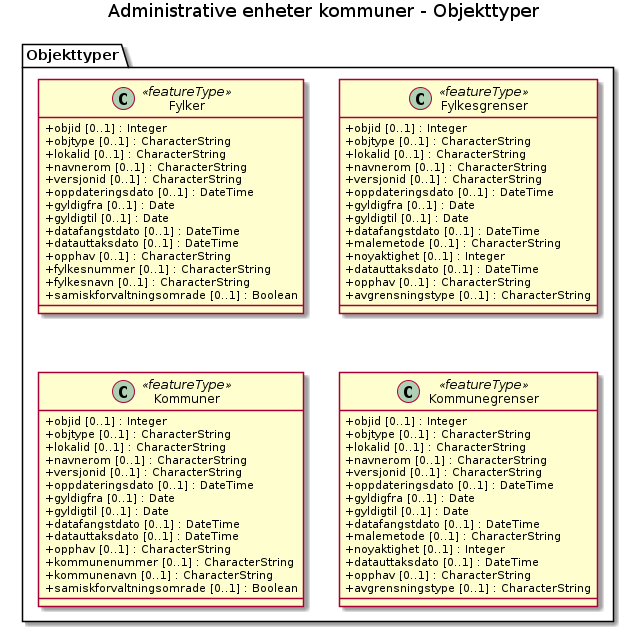 Administrative enheter kommuner - Objekttyper
Objekttyper
C «featureType»
Fylker
+objid [0..1] : Integer
+objtype [0..1] : CharacterString
+lokalid [0..1] : CharacterString
+navnerom [0..1] : CharacterString
+versjonid [0..1] : CharacterString
+oppdateringsdato [0..1] : DateTime
+gyldigfra [0..1] : Date
+gyldigtil [0..1] : Date
+datafangstdato [0..1] : DateTime
+datauttaksdato [0..1] : DateTime
+opphav [0..1] : CharacterString
+fylkesnummer [0..1] : CharacterString
+fylkesnavn [0..1] : CharacterString
+samiskforvaltningsomrade [0..1] : Boolean
C «featureType»
Fylkesgrenser
+objid [0..1] : Integer
+objtype [0..1] : CharacterString
+lokalid [0..1] : CharacterString
+navnerom [0..1] : CharacterString
+versjonid [0..1] : CharacterString
+oppdateringsdato [0..1] : DateTime
+gyldigfra [0..1] : Date
+gyldigtil [0..1] : Date
+datafangstdato [0..1] : DateTime
+malemetode [0..1] : CharacterString
+noyaktighet [0..1] : Integer
+datauttaksdato [0..1] : DateTime
+opphav [0..1] : CharacterString
+avgrensningstype [0..1] : CharacterString
C «featureType»
Kommuner
+objid [0..1] : Integer
+objtype [0..1] : CharacterString
+lokalid [0..1] : CharacterString
+navnerom [0..1] : CharacterString
+versjonid [0..1] : CharacterString
+oppdateringsdato [0..1] : DateTime
+gyldigfra [0..1] : Date
+gyldigtil [0..1] : Date
+datafangstdato [0..1] : DateTime
+datauttaksdato [0..1] : DateTime
+opphav [0..1] : CharacterString
+kommunenummer [0..1] : CharacterString
+kommunenavn [0..1] : CharacterString
+samiskforvaltningsomrade [0..1] : Boolean
C «featureType»
Kommunegrenser
+objid [0..1] : Integer
+objtype [0..1] : CharacterString
+lokalid [0..1] : CharacterString
+navnerom [0..1] : CharacterString
+versjonid [0..1] : CharacterString
+oppdateringsdato [0..1] : DateTime
+gyldigfra [0..1] : Date
+gyldigtil [0..1] : Date
+datafangstdato [0..1] : DateTime
+malemetode [0..1] : CharacterString
+noyaktighet [0..1] : Integer
+datauttaksdato [0..1] : DateTime
+opphav [0..1] : CharacterString
+avgrensningstype [0..1] : CharacterString